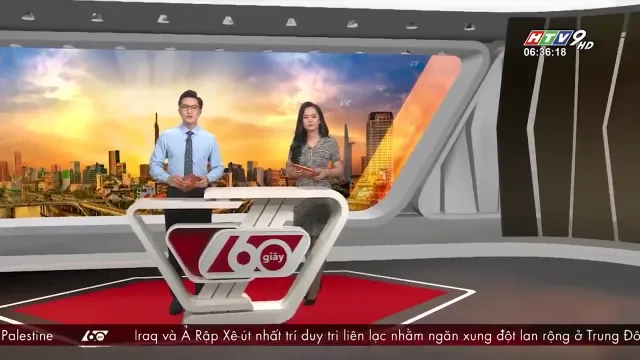 HTV9 HD
06:36:18
60 giây
Palestine 60 Iraq và Ả Rập Xê-út nhất trí duy trì liên lạc nhằm ngăn xung đột lan rộng ở Trung Đô